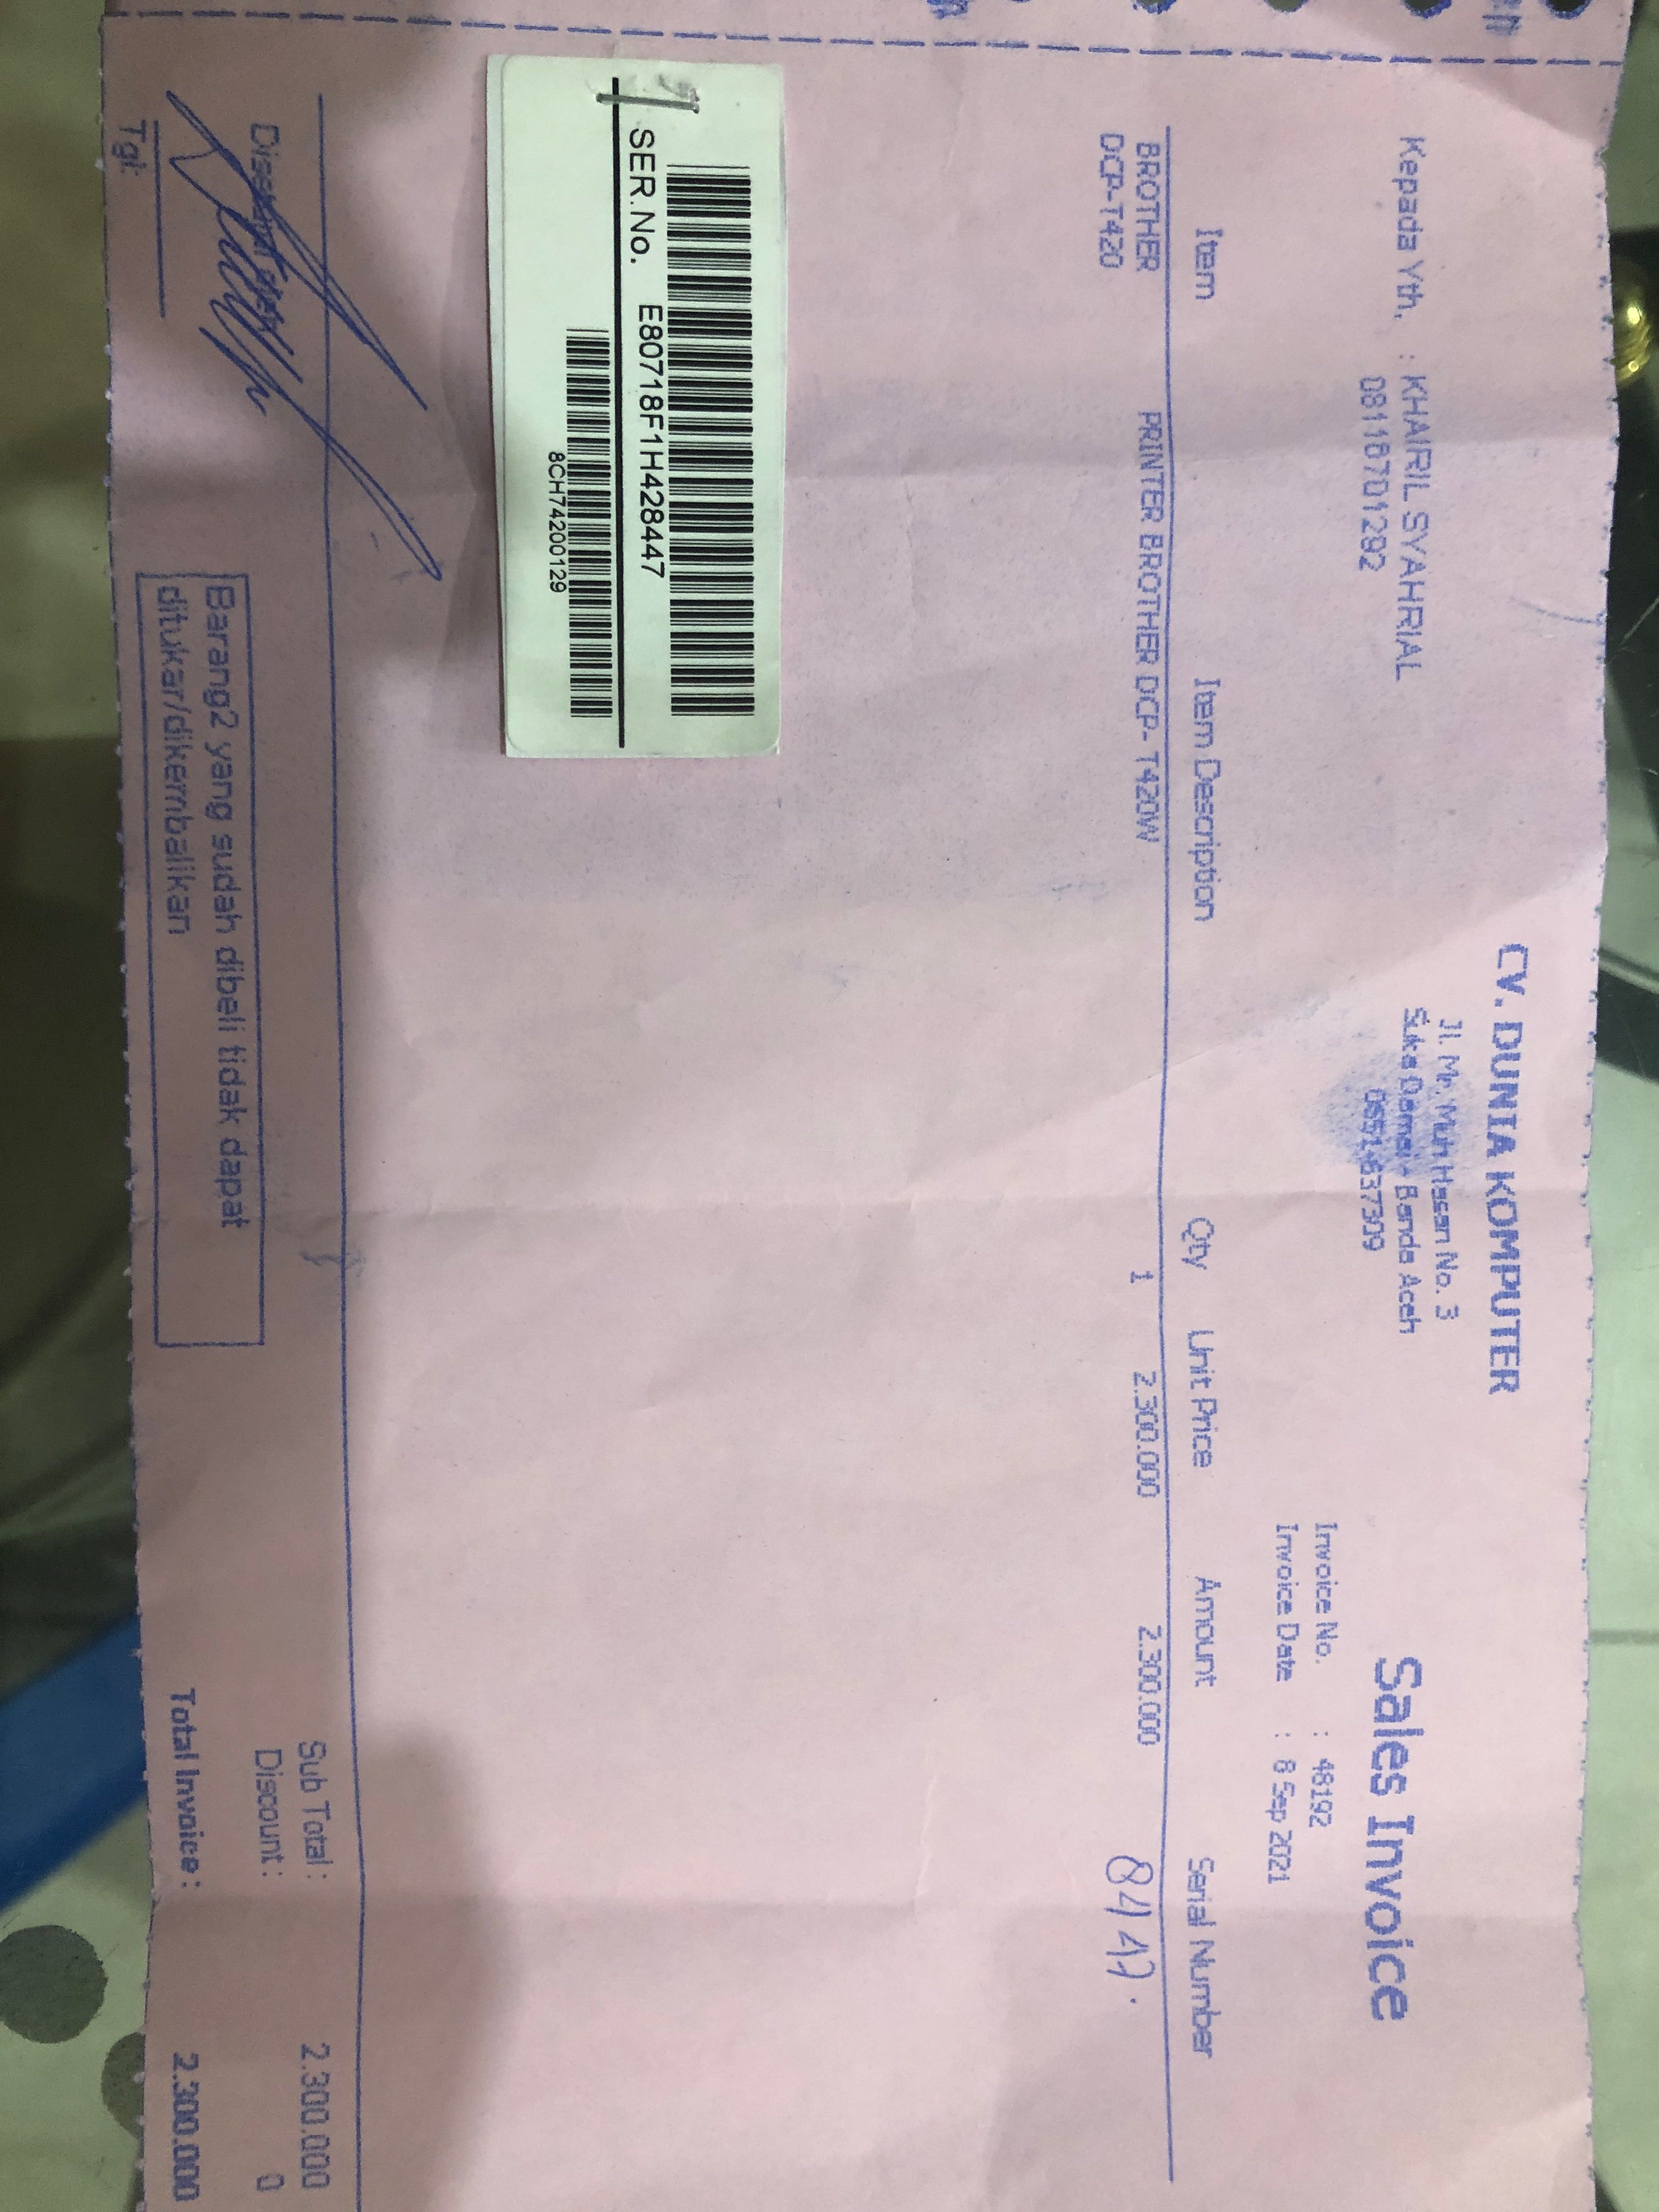 CV. DUNIA KOMPUTER
Jl. Mr. Muh Hasan No. 3
Suka Damai - Banda Aceh
0651-637309
Sales Invoice
Kepada Yth. : KHAIRIL SYAHRIAL
08116701292
Invoice No. : 48192
Invoice Date : 8 Sep 2021
Item Item Description Qty Unit Price Amount Serial Number
BROTHER PRINTER BROTHER DCP- T420W 1 2.300.000 2.300.000
DCP-T420
SER.No. E80718F1H428447
8CH74200129
Sub Total : 2.300.000
Discount : 0
Total Invoice : 2.300.000
Barang2 yang sudah dibeli tidak dapat
ditukar/dikembalikan
Tgl: